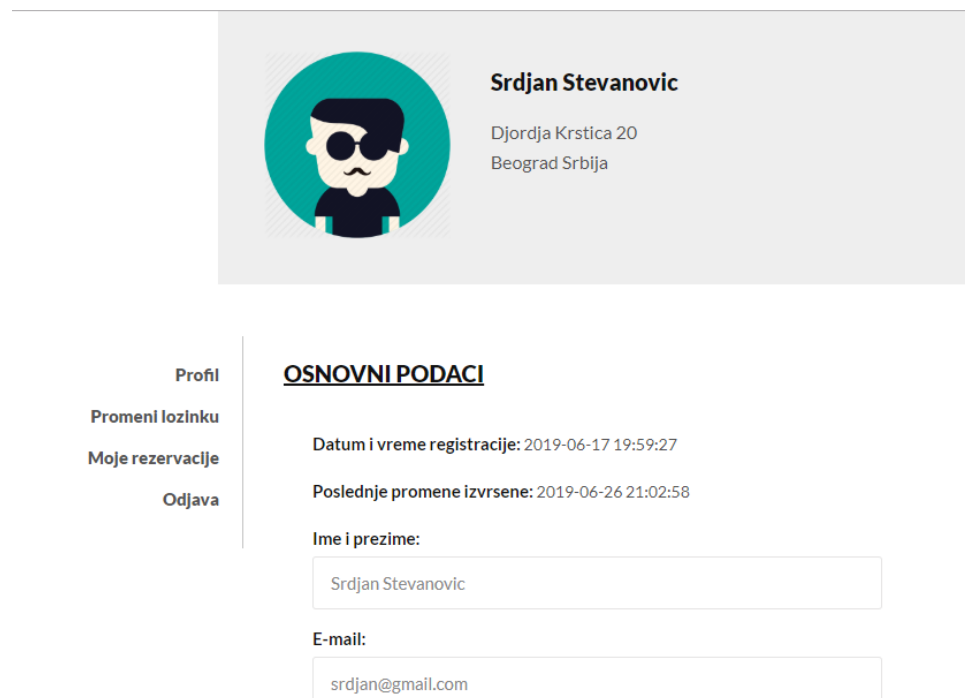 Srdjan Stevanovic
Djordja Krstica 20
Beograd Srbija
Profil
Promeni lozinku
Moje rezervacije
Odjava
OSNOVNI PODACI
Datum i vreme registracije: 2019-06-17 19:59:27
Poslednje promene izvrsene: 2019-06-26 21:02:58
Ime i prezime:
Srdjan Stevanovic
E-mail:
srdjan@gmail.com